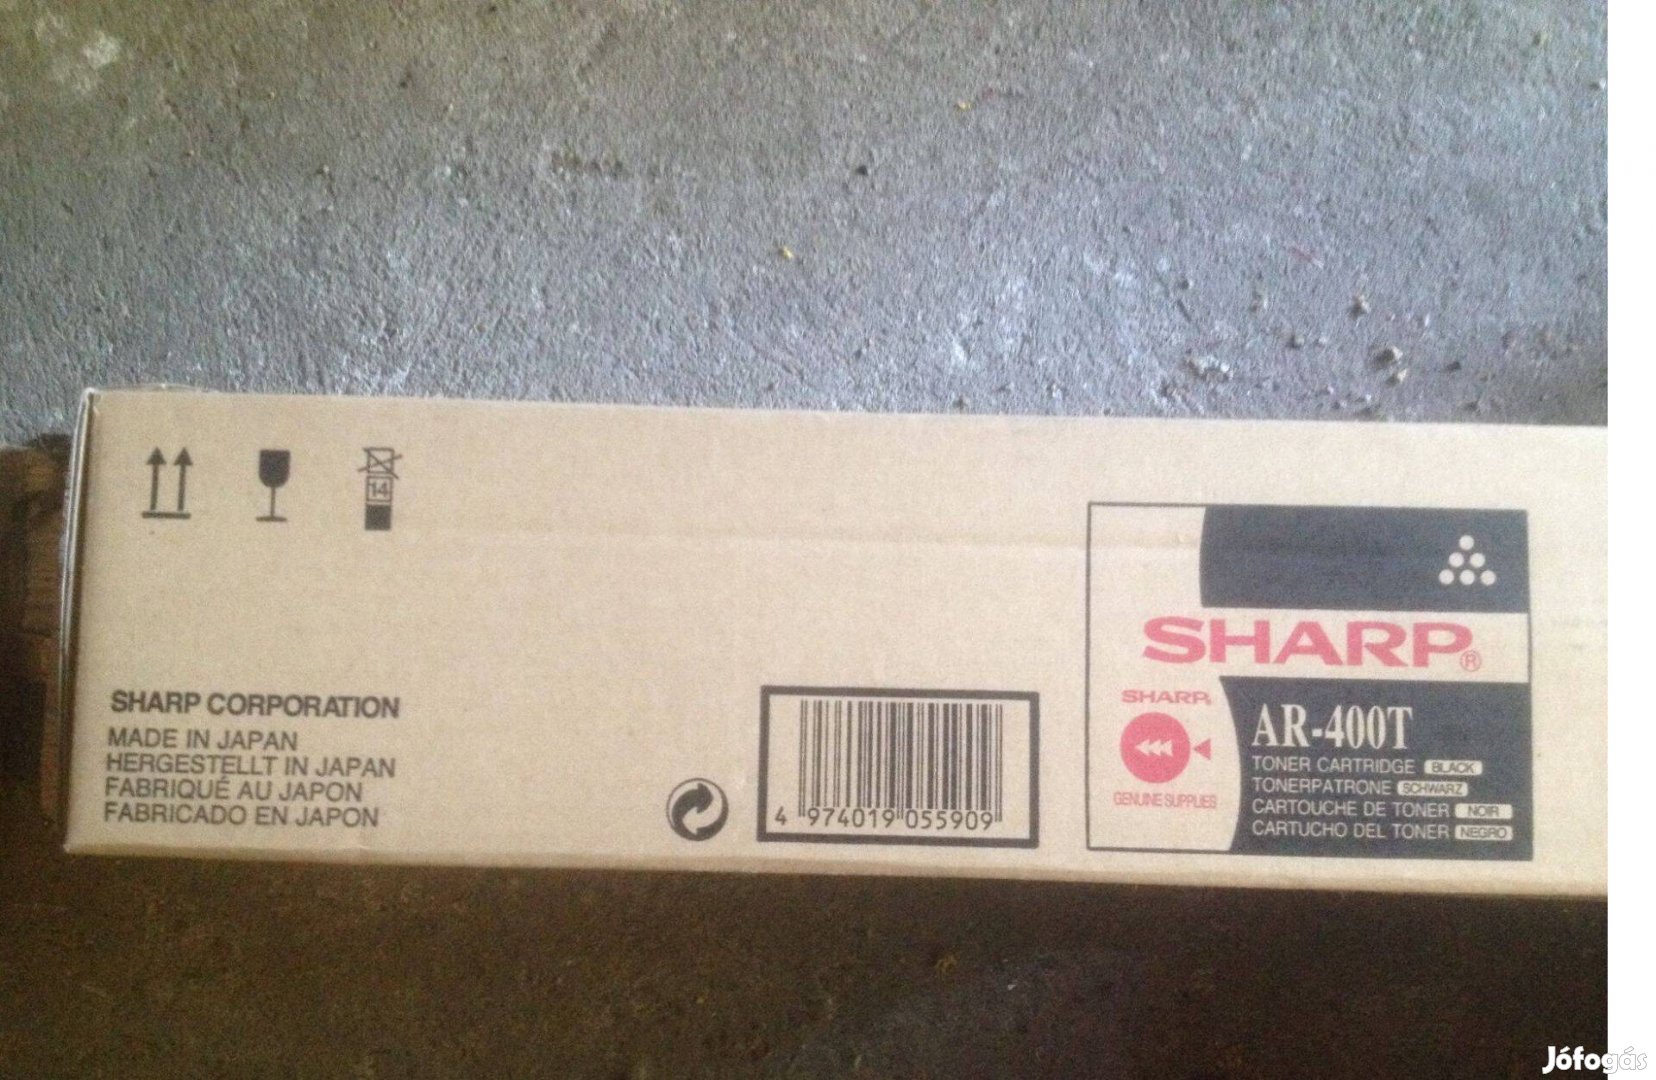 14
SHARP CORPORATION
MADE IN JAPAN
HERGESTELLT IN JAPAN
FABRIQUÉ AU JAPON
FABRICADO EN JAPON
4 974019 055909
SHARP®
SHARP®
GENUINE SUPPLIES
AR-400T
TONER CARTRIDGE BLACK
TONERPATRONE SCHWARZ
CARTOUCHE DE TONER NOIR
CARTUCHO DEL TONER NEGRO
Jófogás